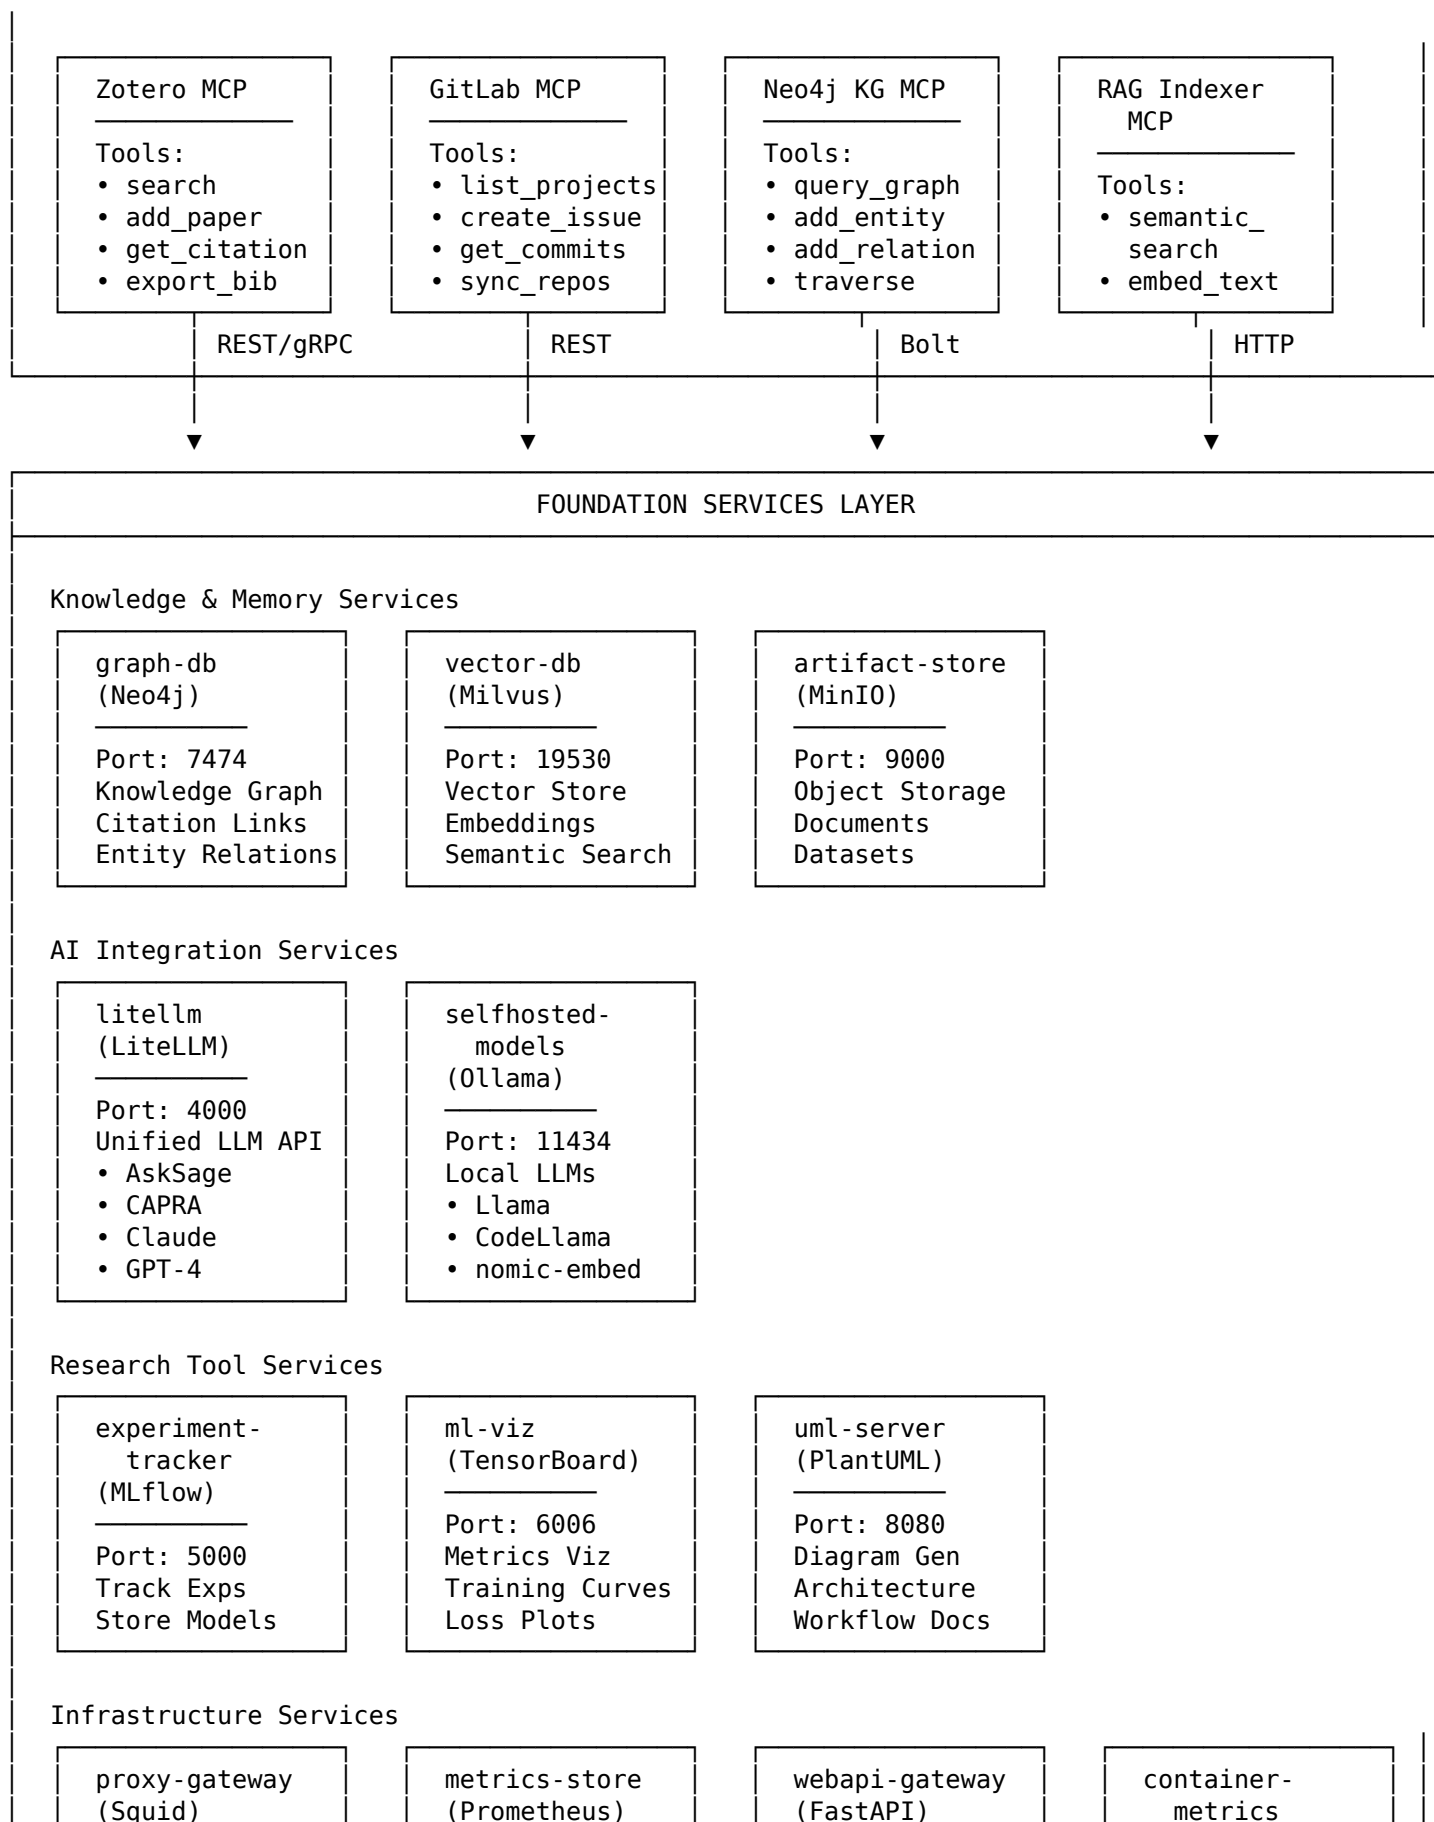 Zotero MCP GitLab MCP Neo4j KG MCP RAG Indexer
MCP
Tools: Tools: Tools:
• search • list_projects • query_graph Tools:
• add_paper • create_issue • add_entity • semantic_
• get_citation • get_commits • add_relation search
• export_bib • sync_repos • traverse • embed_text
REST/gRPC REST Bolt HTTP
FOUNDATION SERVICES LAYER
Knowledge & Memory Services
graph-db vector-db artifact-store
(Neo4j) (Milvus) (MinIO)
Port: 7474 Port: 19530 Port: 9000
Knowledge Graph Vector Store Object Storage
Citation Links Embeddings Documents
Entity Relations Semantic Search Datasets
AI Integration Services
litellm selfhosted-
(LiteLLM) models
(Ollama)
Port: 4000
Unified LLM API Port: 11434
• AskSage Local LLMs
• CAPRA • Llama
• Claude • CodeLlama
• GPT-4 • nomic-embed
Research Tool Services
experiment- ml-viz uml-server
tracker (TensorBoard) (PlantUML)
(MLflow)
Port: 6006 Port: 8080
Port: 5000 Metrics Viz Diagram Gen
Track Exps Training Curves Architecture
Store Models Loss Plots Workflow Docs
Infrastructure Services
proxy-gateway metrics-store webapi-gateway container-
(Squid) (Prometheus) (FastAPI) metrics